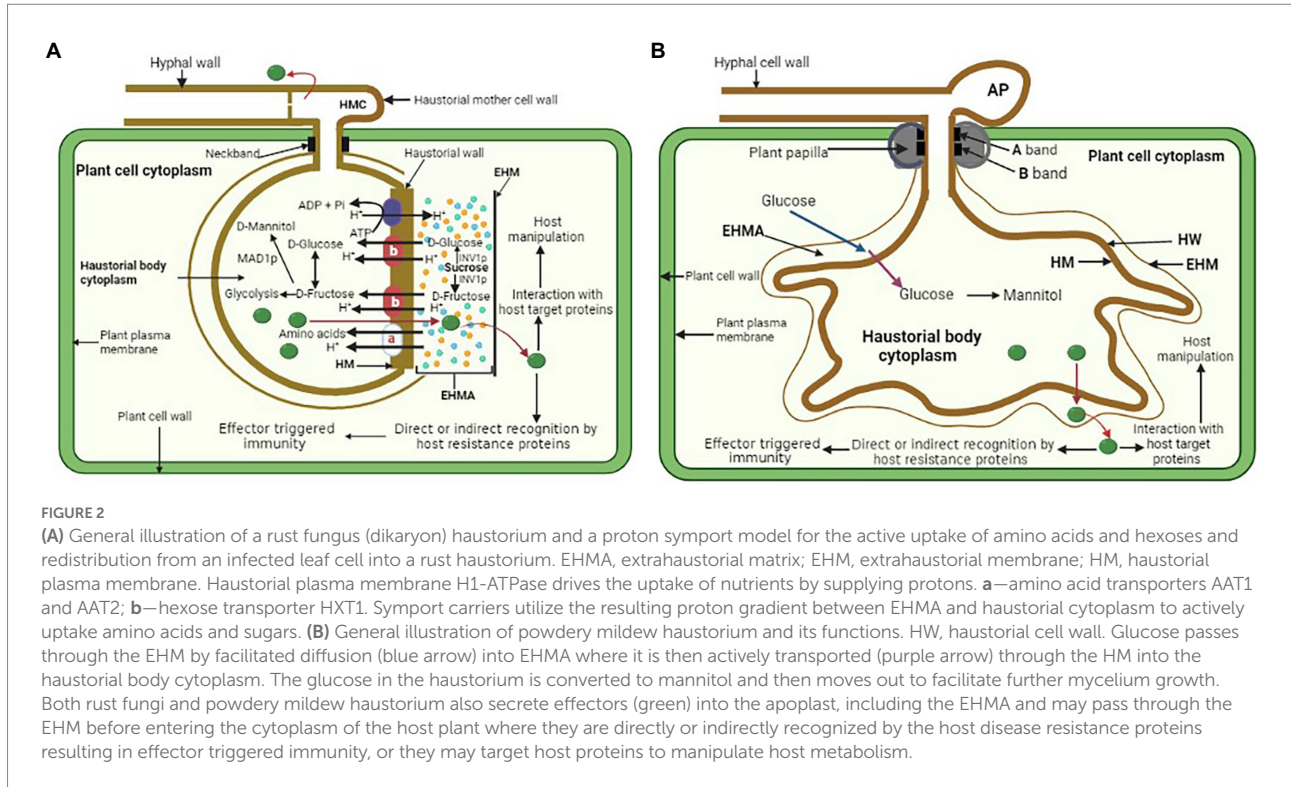 A
Hyphal wall
HMC
Haustorial mother cell wall
Neckband
Haustorial wall
Plant cell cytoplasm
EHM
ADP + Pi
H⁺
H⁺
ATP
D-Mannitol
D-Glucose
b
D-Glucose
H⁺
H⁺
MAD1p
INV1p
Sucrose
INV1p
Haustorial body
cytoplasm
Glycolysis
D-Fructose
b
D-Fructose
H⁺
H⁺
Amino acids
a
H⁺
HM
EHMA
Host
manipulation
Interaction with
host target
proteins
Plant plasma
membrane
Plant cell wall
Effector triggered
immunity
Direct or indirect recognition by
host resistance proteins
B
Hyphal cell wall
AP
Plant papilla
A band
B band
Plant cell cytoplasm
Glucose
EHMA
HW
HM
EHM
Plant cell wall
Glucose
Mannitol
Plant plasma
membrane
Haustorial body
cytoplasm
Host
manipulation
Interaction with
host target
proteins
Effector triggered
immunity
Direct or indirect recognition by
host resistance proteins
FIGURE 2
(A) General illustration of a rust fungus (dikaryon) haustorium and a proton symport model for the active uptake of amino acids and hexoses and
redistribution from an infected leaf cell into a rust haustorium. EHMA, extrahaustorial matrix; EHM, extrahaustorial membrane; HM, haustorial
plasma membrane. Haustorial plasma membrane H1-ATPase drives the uptake of nutrients by supplying protons. a—amino acid transporters AAT1
and AAT2; b—hexose transporter HXT1. Symport carriers utilize the resulting proton gradient between EHMA and haustorial cytoplasm to actively
uptake amino acids and sugars. (B) General illustration of powdery mildew haustorium and its functions. HW, haustorial cell wall. Glucose passes
through the EHM by facilitated diffusion (blue arrow) into EHMA where it is then actively transported (purple arrow) through the HM into the
haustorial body cytoplasm. The glucose in the haustorium is converted to mannitol and then moves out to facilitate further mycelium growth.
Both rust fungi and powdery mildew haustorium also secrete effectors (green) into the apoplast, including the EHMA and may pass through the
EHM before entering the cytoplasm of the host plant where they are directly or indirectly recognized by the host disease resistance proteins
resulting in effector triggered immunity, or they may target host proteins to manipulate host metabolism.